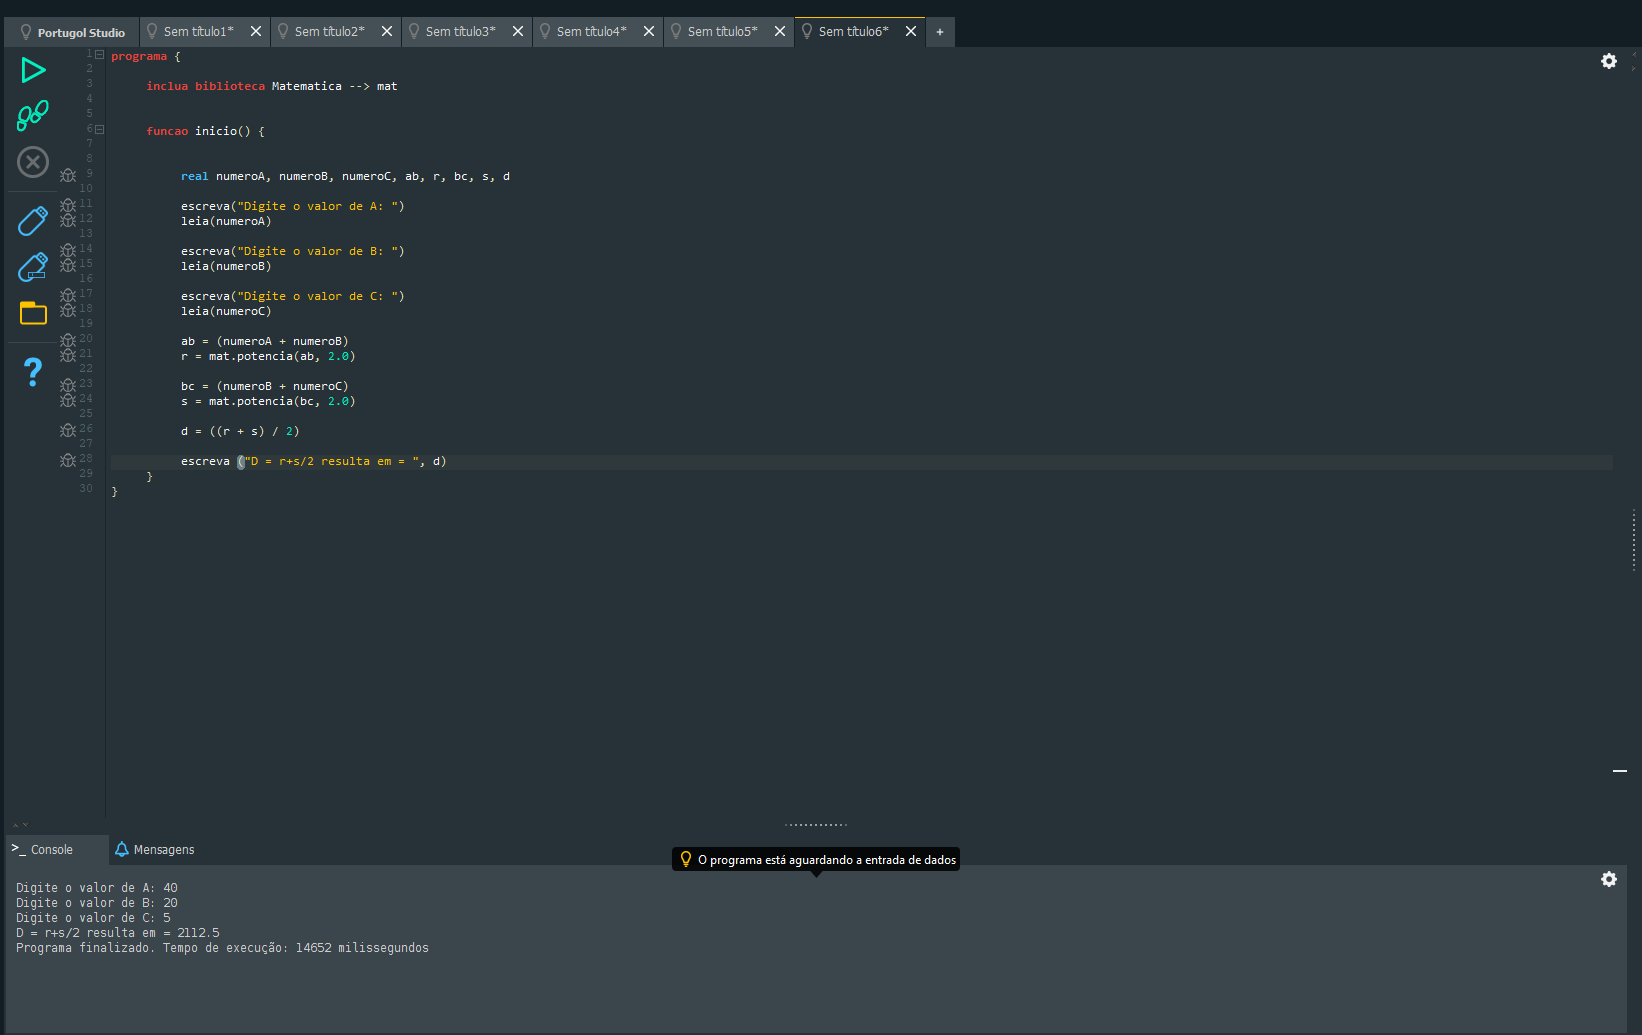 Portugol Studio
Sem título1*
Sem título2*
Sem título3*
Sem título4*
Sem título5*
Sem título6*
+
1 programa {
2
3 inclua biblioteca Matematica --> mat
4
5
6 funcao inicio() {
7
8
9 real numeroA, numeroB, numeroC, ab, r, bc, s, d
10
11 escreva("Digite o valor de A: ")
12 leia(numeroA)
13
14 escreva("Digite o valor de B: ")
15 leia(numeroB)
16
17 escreva("Digite o valor de C: ")
18 leia(numeroC)
19
20 ab = (numeroA + numeroB)
21 r = mat.potencia(ab, 2.0)
22
23 bc = (numeroB + numeroC)
24 s = mat.potencia(bc, 2.0)
25
26 d = ((r + s) / 2)
27
28 escreva ("D = r+s/2 resulta em = ", d)
29 }
30 }
>_ Console
Mensagens
O programa está aguardando a entrada de dados
Digite o valor de A: 40
Digite o valor de B: 20
Digite o valor de C: 5
D = r+s/2 resulta em = 2112.5
Programa finalizado. Tempo de execução: 14652 milissegundos